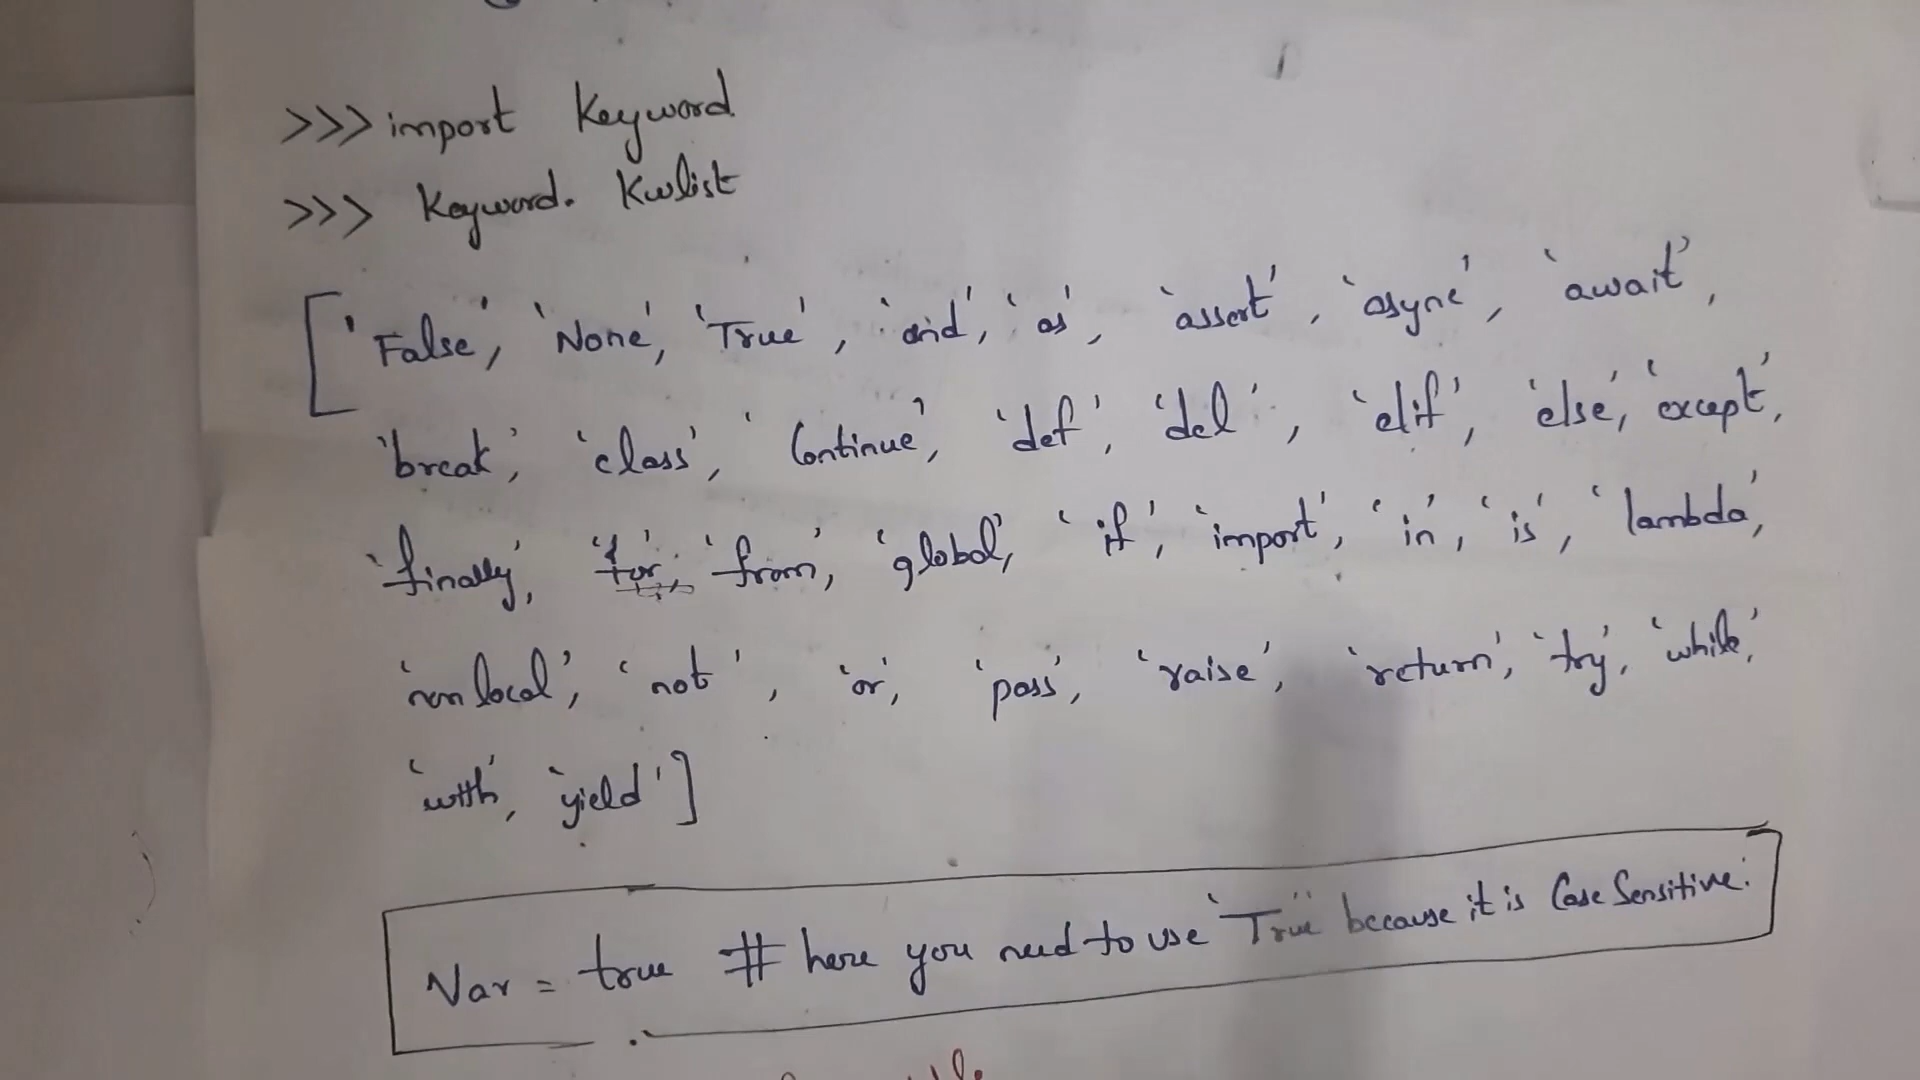 >>> import Keyword
>>> Keyword. Kwlist
['False', 'None', 'True', 'and', 'as', 'assert', 'async', 'await',
'break', 'class', 'Continue', 'def', 'del', 'elif', 'else', 'except',
'finally', 'for', 'from', 'global', 'if', 'import', 'in', 'is', 'lambda',
'nonlocal', 'not', 'or', 'pass', 'raise', 'return', 'try', 'while',
'with', 'yield']
Var = true # here you need to use 'True' because it is Case Sensitive.